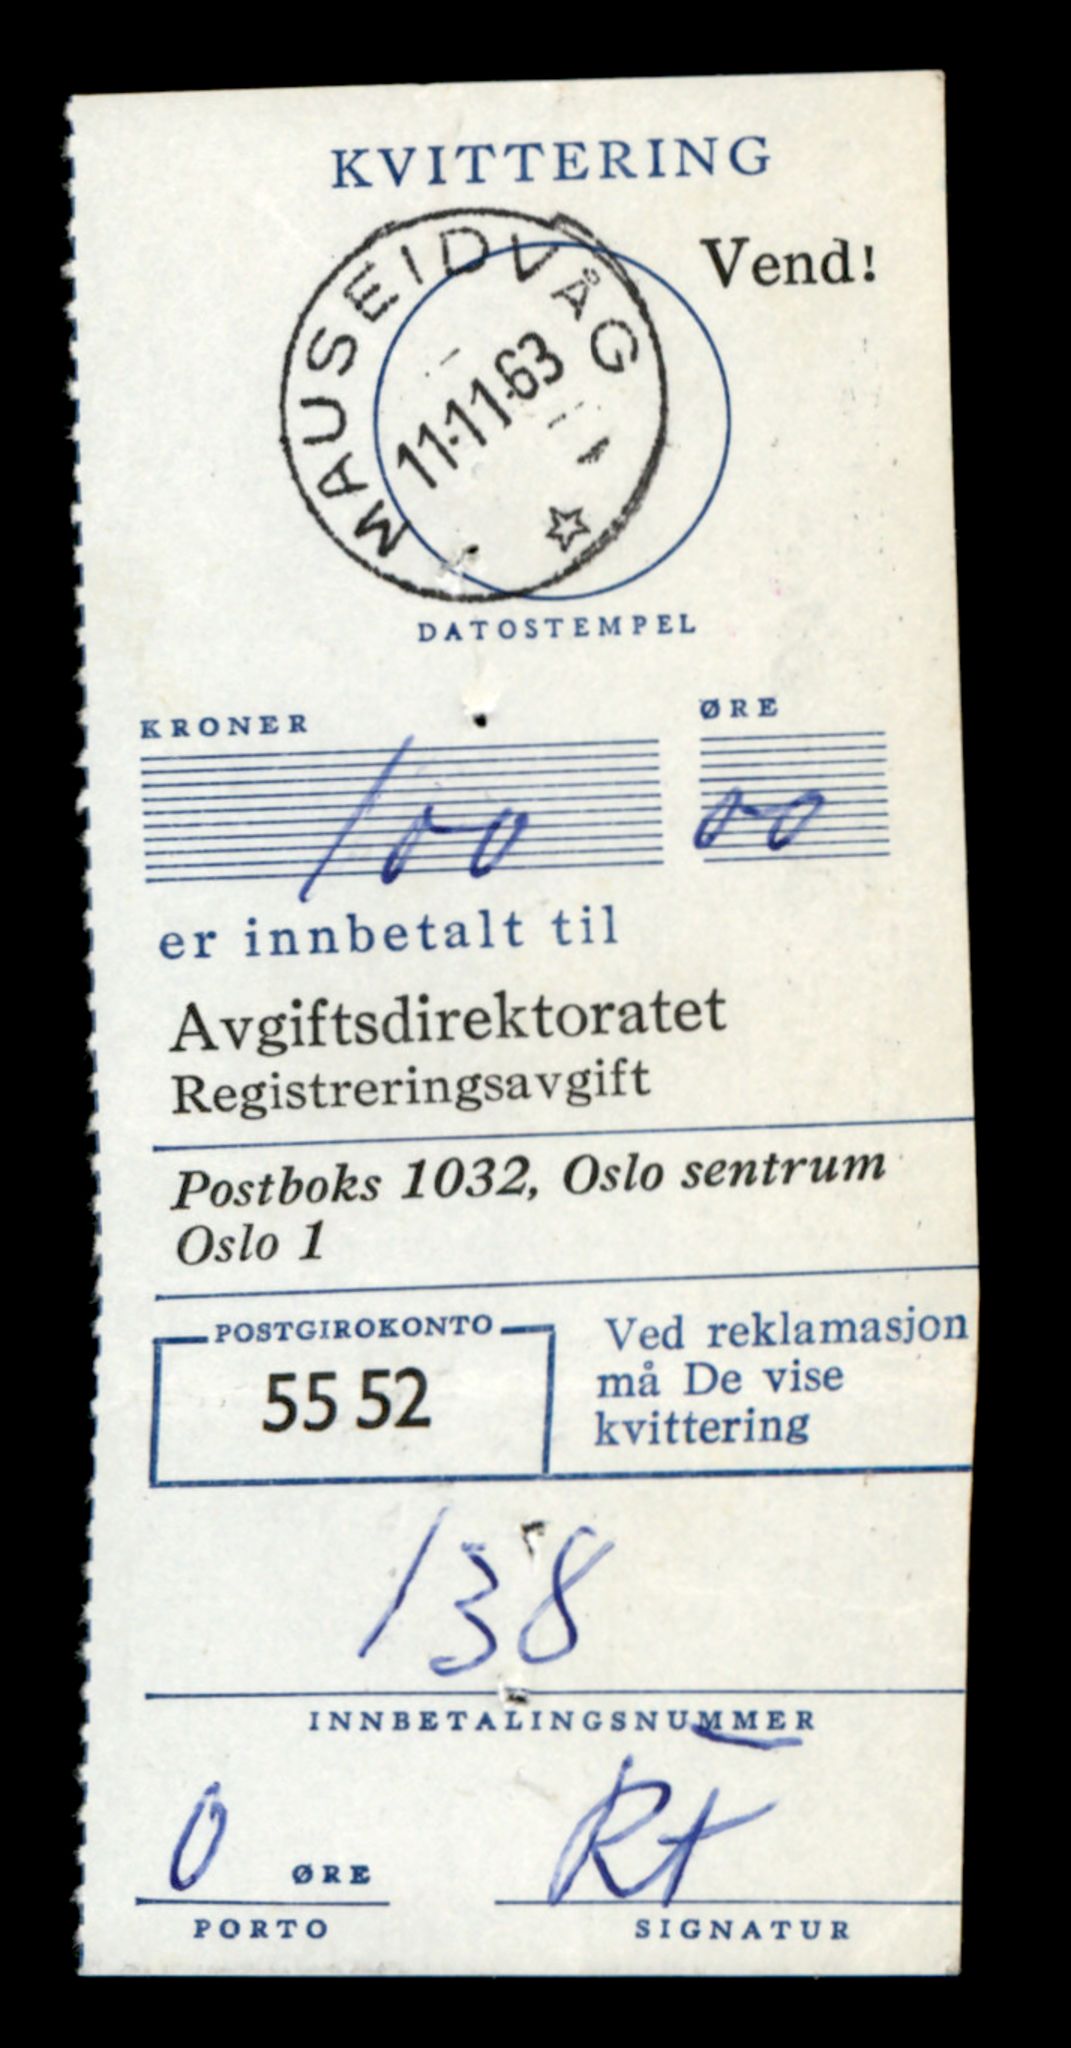 KVITTERING
Vend!
MAUSEIDVÅG
11.11.63
DATOSTEMPEL
KRONER ØRE
100 00
er innbetalt til
Avgiftsdirektoratet
Registreringsavgift
Postboks 1032, Oslo sentrum
Oslo 1
POSTGIROKONTO
55 52
Ved reklamasjon
må De vise
kvittering
138
INNBETALINGSNUMMER
0 ØRE
PORTO
SIGNATUR